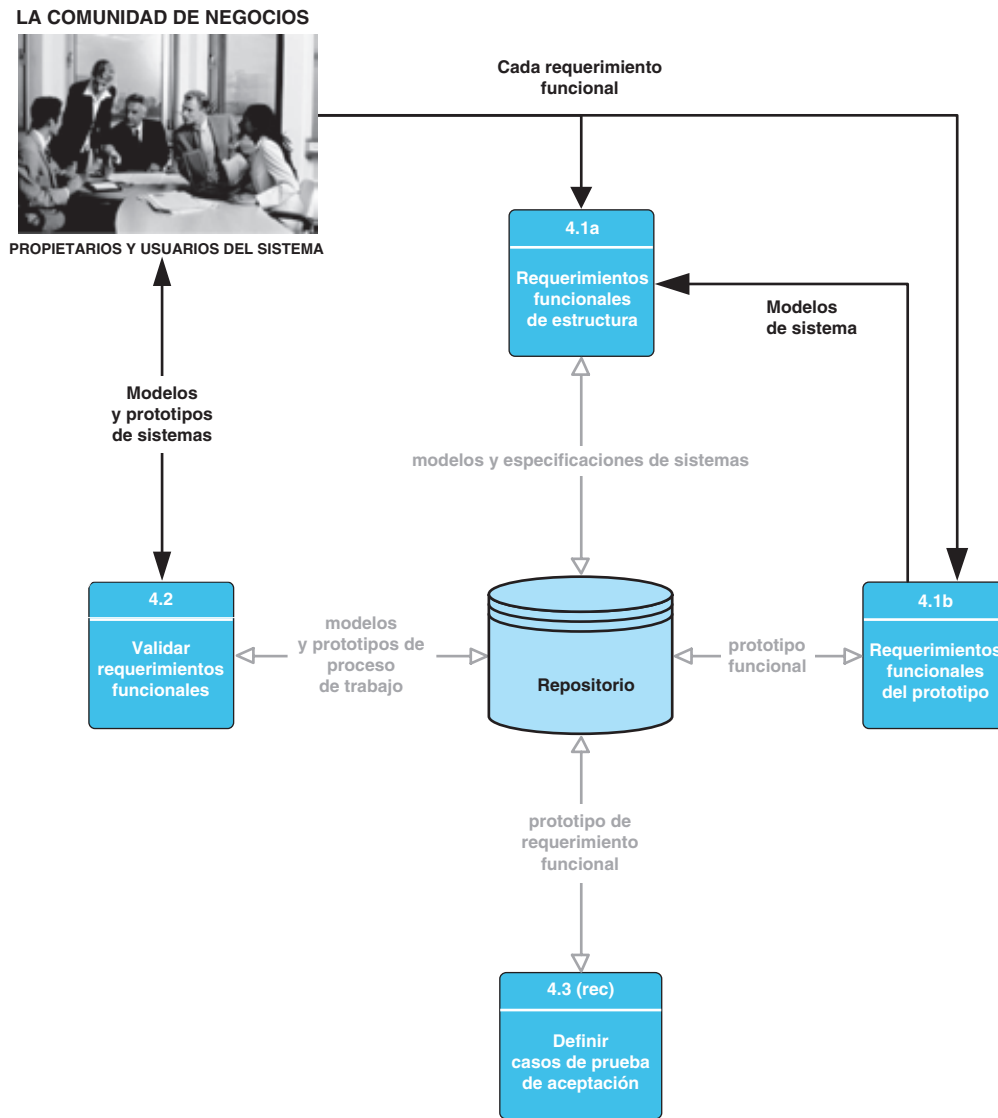 LA COMUNIDAD DE NEGOCIOS
PROPIETARIOS Y USUARIOS DEL SISTEMA
Cada requerimiento
funcional
4.1a
Requerimientos
funcionales
de estructura
Modelos
de sistema
Modelos
y prototipos
de sistemas
modelos y especificaciones de sistemas
4.2
Validar
requerimientos
funcionales
modelos
y prototipos de
proceso
de trabajo
Repositorio
prototipo
funcional
4.1b
Requerimientos
funcionales
del prototipo
prototipo de
requerimiento
funcional
4.3 (rec)
Definir
casos de prueba
de aceptación